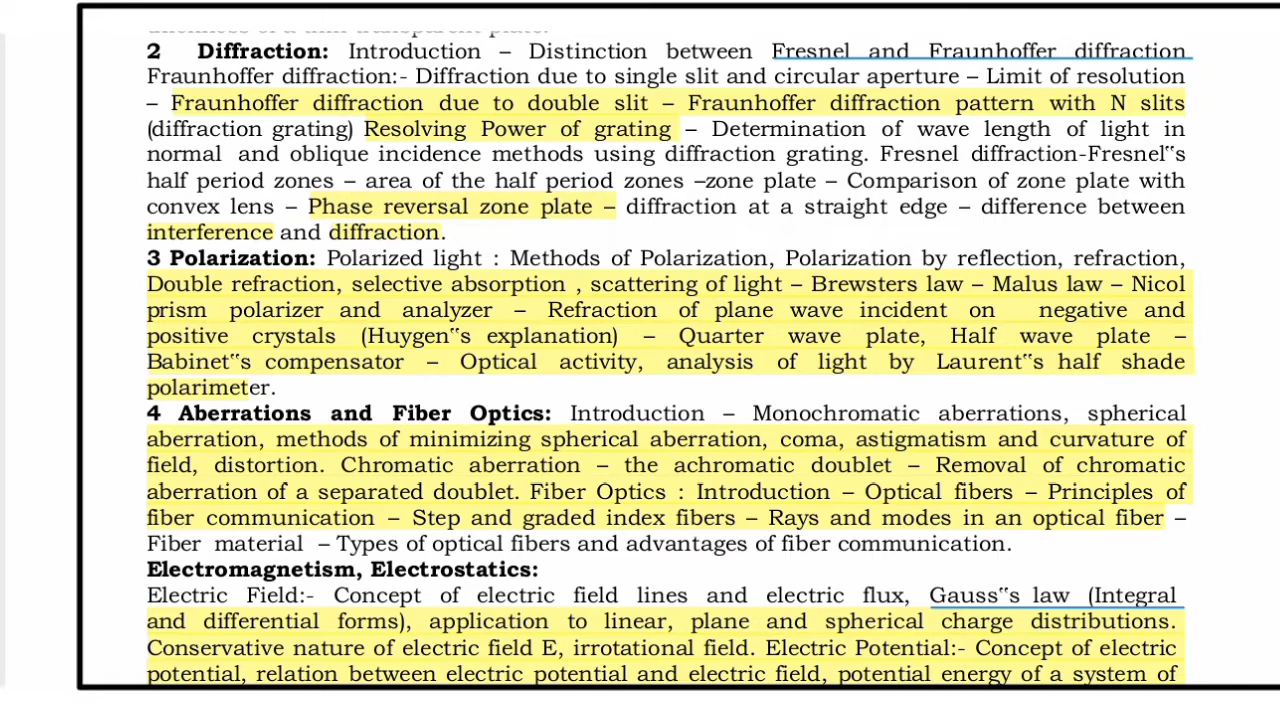 thickness of a thin transparent plate.
2 Diffraction: Introduction – Distinction between Fresnel and Fraunhoffer diffraction
Fraunhoffer diffraction:- Diffraction due to single slit and circular aperture – Limit of resolution
– Fraunhoffer diffraction due to double slit – Fraunhoffer diffraction pattern with N slits
(diffraction grating) Resolving Power of grating – Determination of wave length of light in
normal and oblique incidence methods using diffraction grating. Fresnel diffraction-Fresnel‟s
half period zones – area of the half period zones –zone plate – Comparison of zone plate with
convex lens – Phase reversal zone plate – diffraction at a straight edge – difference between
interference and diffraction.
3 Polarization: Polarized light : Methods of Polarization, Polarization by reflection, refraction,
Double refraction, selective absorption , scattering of light – Brewsters law – Malus law – Nicol
prism polarizer and analyzer – Refraction of plane wave incident on negative and
positive crystals (Huygen‟s explanation) – Quarter wave plate, Half wave plate –
Babinet‟s compensator – Optical activity, analysis of light by Laurent‟s half shade
polarimeter.
4 Aberrations and Fiber Optics: Introduction – Monochromatic aberrations, spherical
aberration, methods of minimizing spherical aberration, coma, astigmatism and curvature of
field, distortion. Chromatic aberration – the achromatic doublet – Removal of chromatic
aberration of a separated doublet. Fiber Optics : Introduction – Optical fibers – Principles of
fiber communication – Step and graded index fibers – Rays and modes in an optical fiber –
Fiber material – Types of optical fibers and advantages of fiber communication.
Electromagnetism, Electrostatics:
Electric Field:- Concept of electric field lines and electric flux, Gauss‟s law (Integral
and differential forms), application to linear, plane and spherical charge distributions.
Conservative nature of electric field E, irrotational field. Electric Potential:- Concept of electric
potential, relation between electric potential and electric field, potential energy of a system of